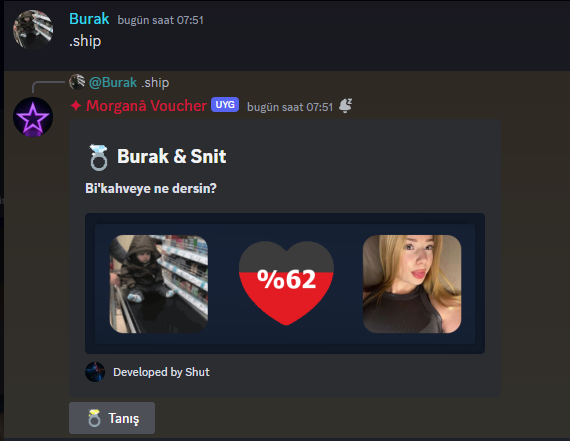 Burak bugün saat 07:51
.ship
@Burak .ship
✦ Morganā Voucher UYG bugün saat 07:51
Burak & Snit
Bi'kahveye ne dersin?
%62
Developed by Shut
Tanış